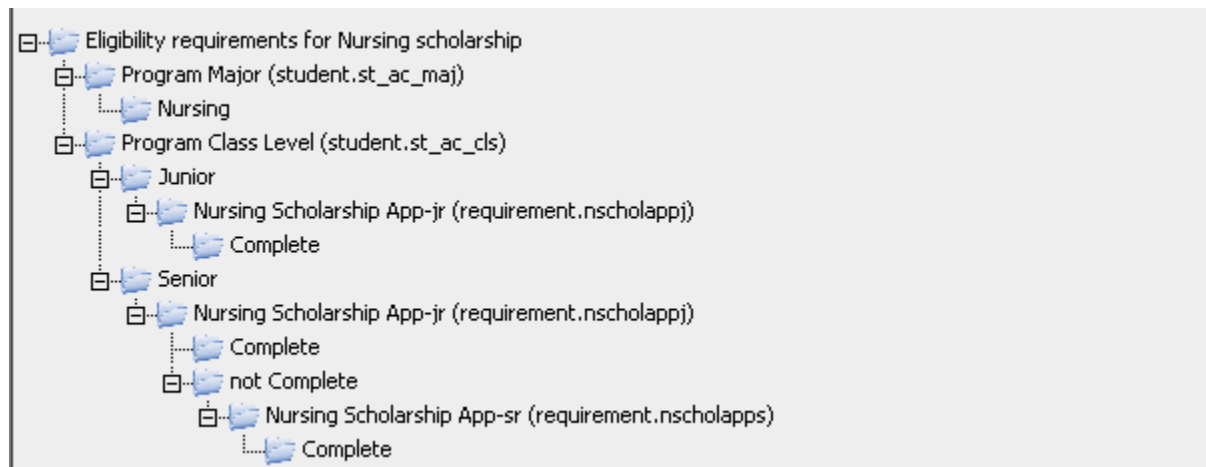 Eligibility requirements for Nursing scholarship
Program Major (student.st_ac_maj)
Nursing
Program Class Level (student.st_ac_cls)
Junior
Nursing Scholarship App-jr (requirement.nscholappj)
Complete
Senior
Nursing Scholarship App-jr (requirement.nscholappj)
Complete
not Complete
Nursing Scholarship App-sr (requirement.nscholapps)
Complete